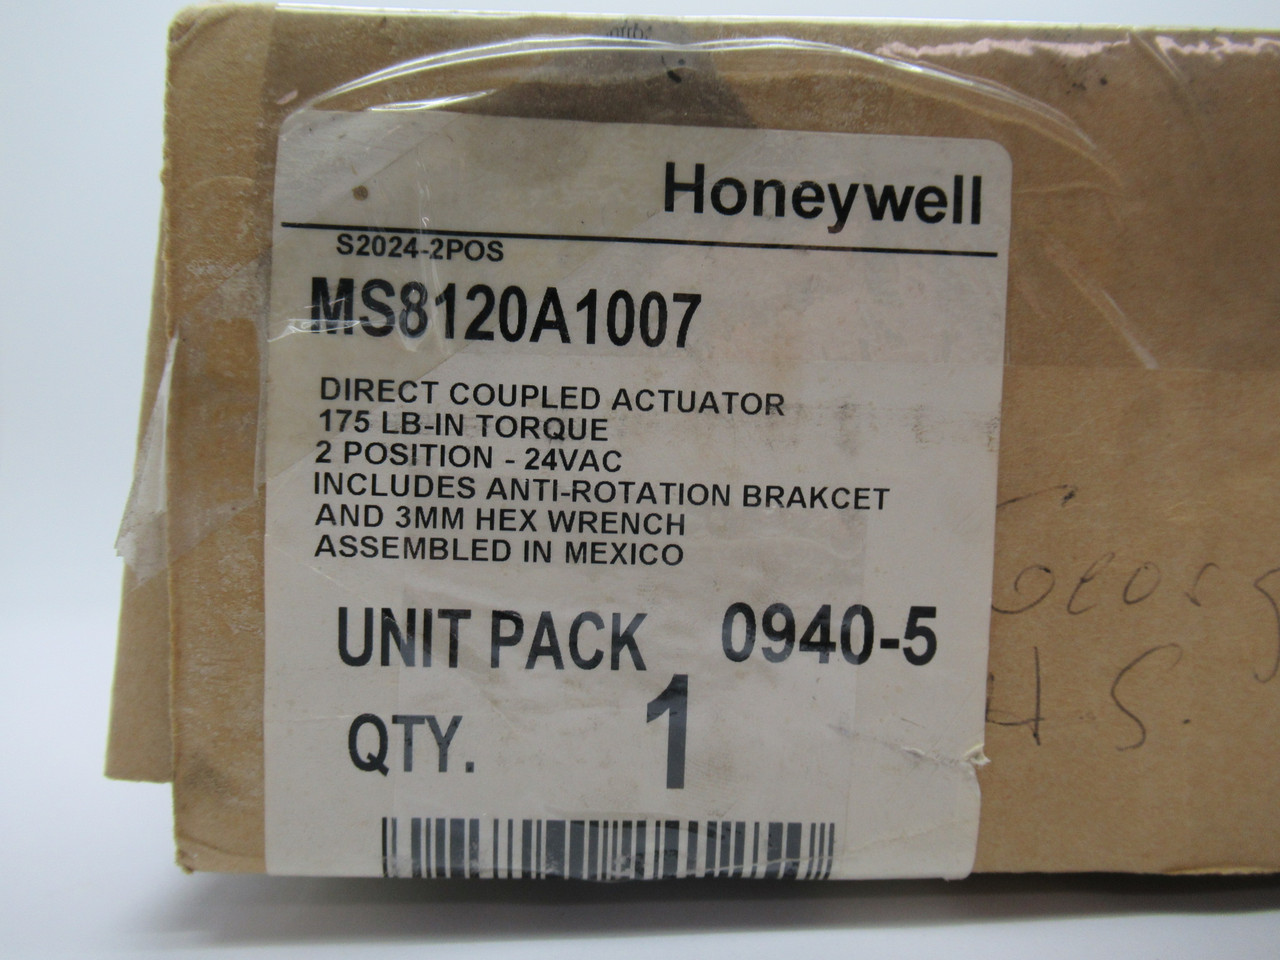 Honeywell
S2024-2POS
MS8120A1007
DIRECT COUPLED ACTUATOR
175 LB-IN TORQUE
2 POSITION - 24VAC
INCLUDES ANTI-ROTATION BRAKCET
AND 3MM HEX WRENCH
ASSEMBLED IN MEXICO
UNIT PACK 0940-5
QTY. 1
Georg
H.S.